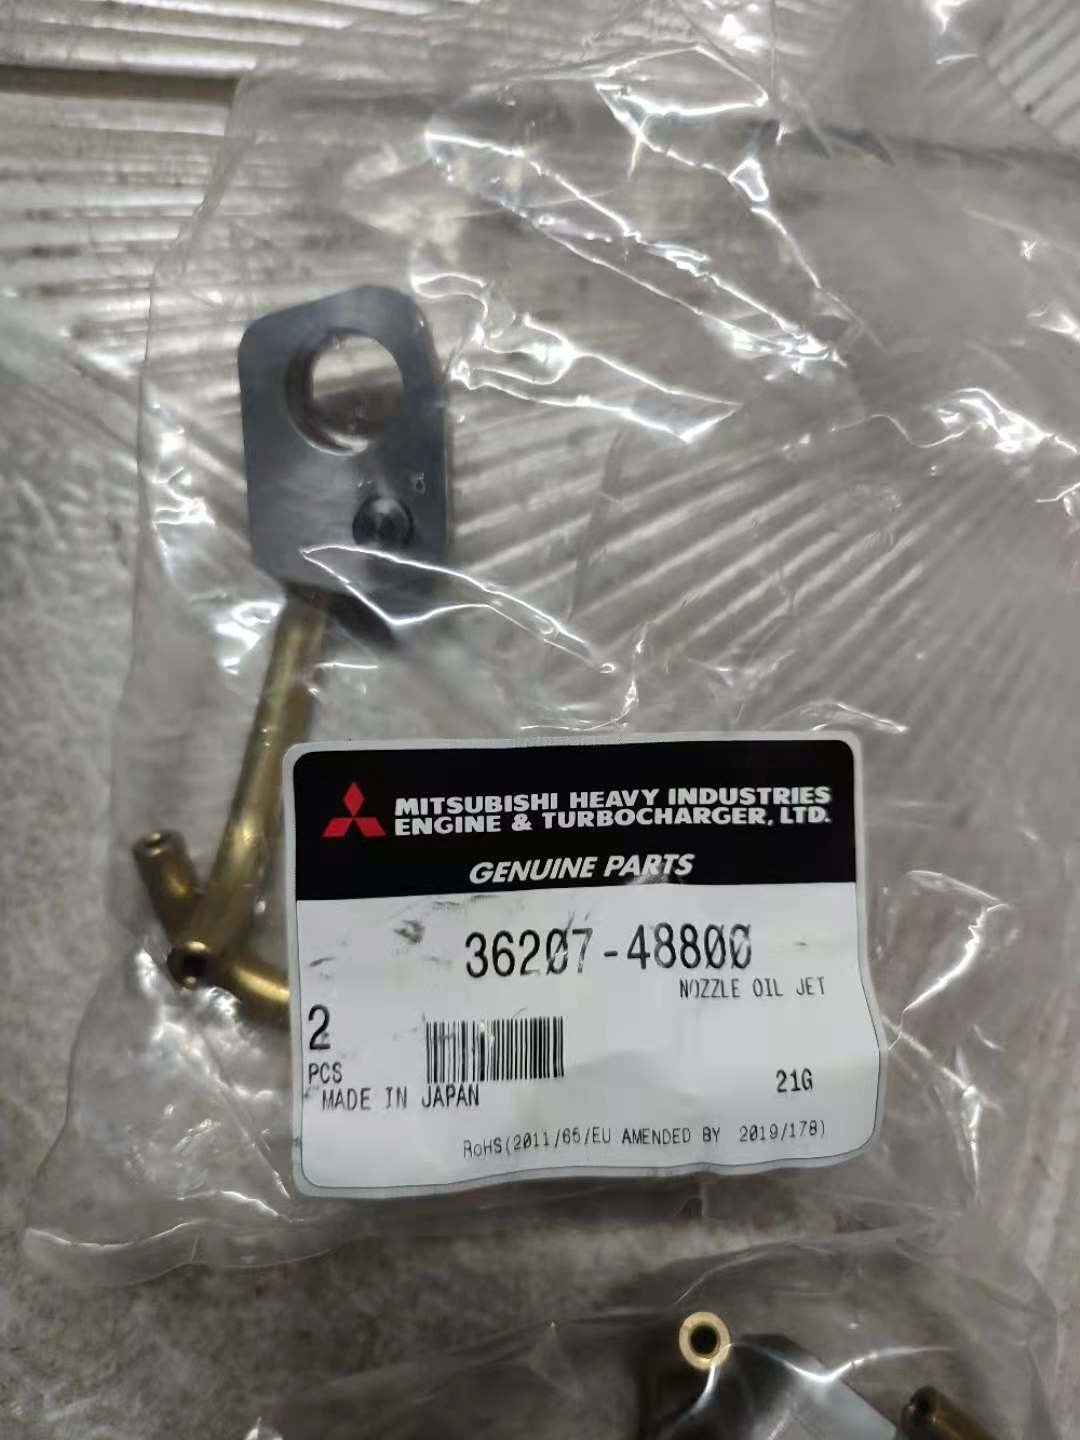 MITSUBISHI HEAVY INDUSTRIES
ENGINE & TURBOCHARGER, LTD.
GENUINE PARTS
36207-48800
NOZZLE OIL JET
2
PCS
MADE IN JAPAN
21G
RoHS(2011/65/EU AMENDED BY 2019/178)